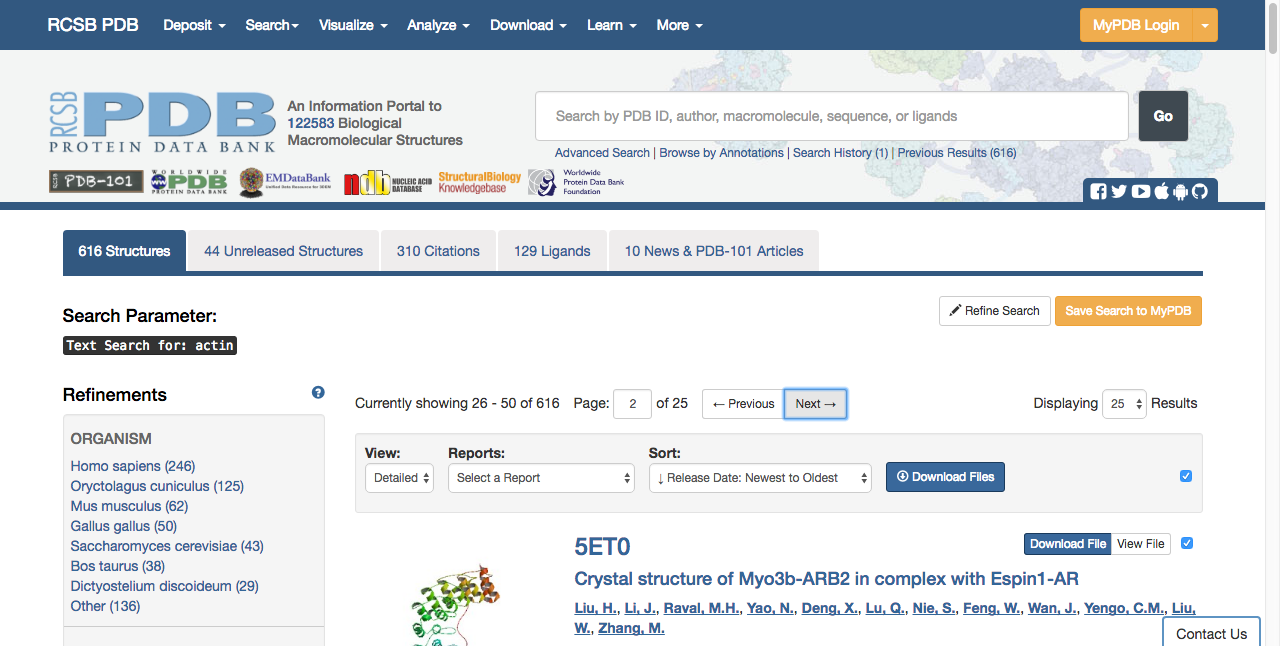 RCSB PDB Deposit Search Visualize Analyze Download Learn More MyPDB Login
RCSB PDB
PROTEIN DATA BANK
An Information Portal to
122583 Biological
Macromolecular Structures
Search by PDB ID, author, macromolecule, sequence, or ligands
Go
Advanced Search | Browse by Annotations | Search History (1) | Previous Results (616)
PDB-101
WORLDWIDE
PDB
PROTEIN DATA BANK
EMDataBank
Unified Data Resource for 3DEM
ndb
NUCLEIC ACID
DATABASE
StructuralBiology
Knowledgebase
Worldwide
Protein Data Bank
Foundation
616 Structures 44 Unreleased Structures 310 Citations 129 Ligands 10 News & PDB-101 Articles
Search Parameter:
Refine Search Save Search to MyPDB
Text Search for: actin
Refinements ?
Currently showing 26 - 50 of 616 Page: 2 of 25 ← Previous Next → Displaying 25 Results
ORGANISM
Homo sapiens (246)
Oryctolagus cuniculus (125)
Mus musculus (62)
Gallus gallus (50)
Saccharomyces cerevisiae (43)
Bos taurus (38)
Dictyostelium discoideum (29)
Other (136)
View: Reports: Sort:
Detailed Select a Report ↓ Release Date: Newest to Oldest Download Files
5ET0 Download File View File
Crystal structure of Myo3b-ARB2 in complex with Espin1-AR
Liu, H., Li, J., Raval, M.H., Yao, N., Deng, X., Lu, Q., Nie, S., Feng, W., Wan, J., Yengo, C.M., Liu,
W., Zhang, M.
Contact Us